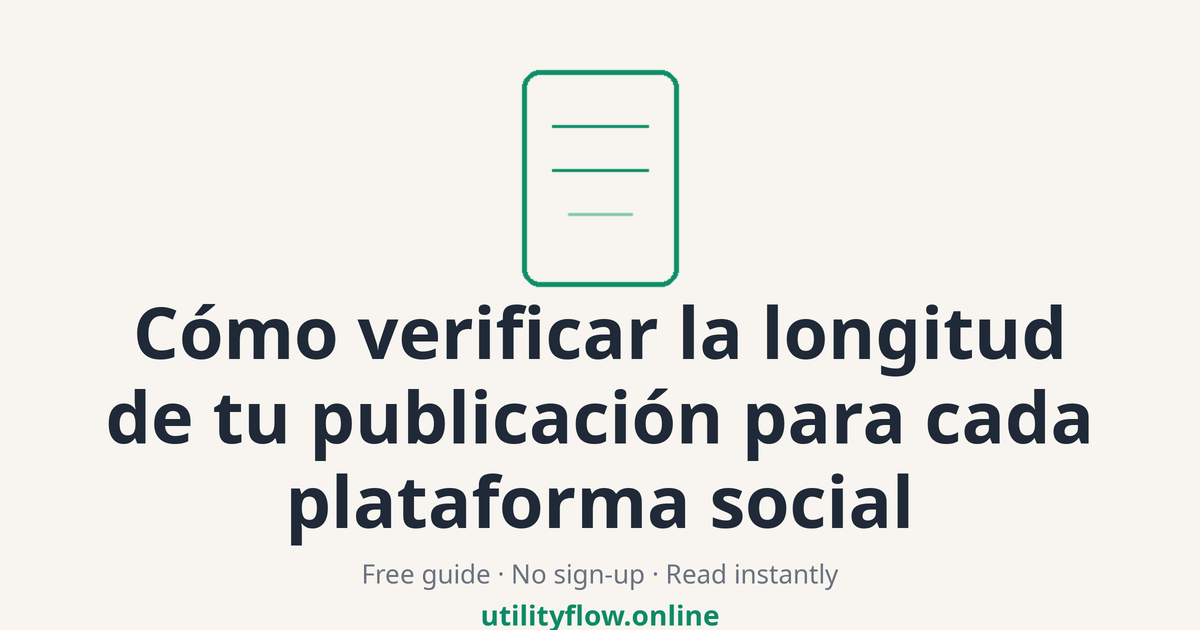 Cómo verificar la longitud
de tu publicación para cada
plataforma social
Free guide · No sign-up · Read instantly
utilityflow.online